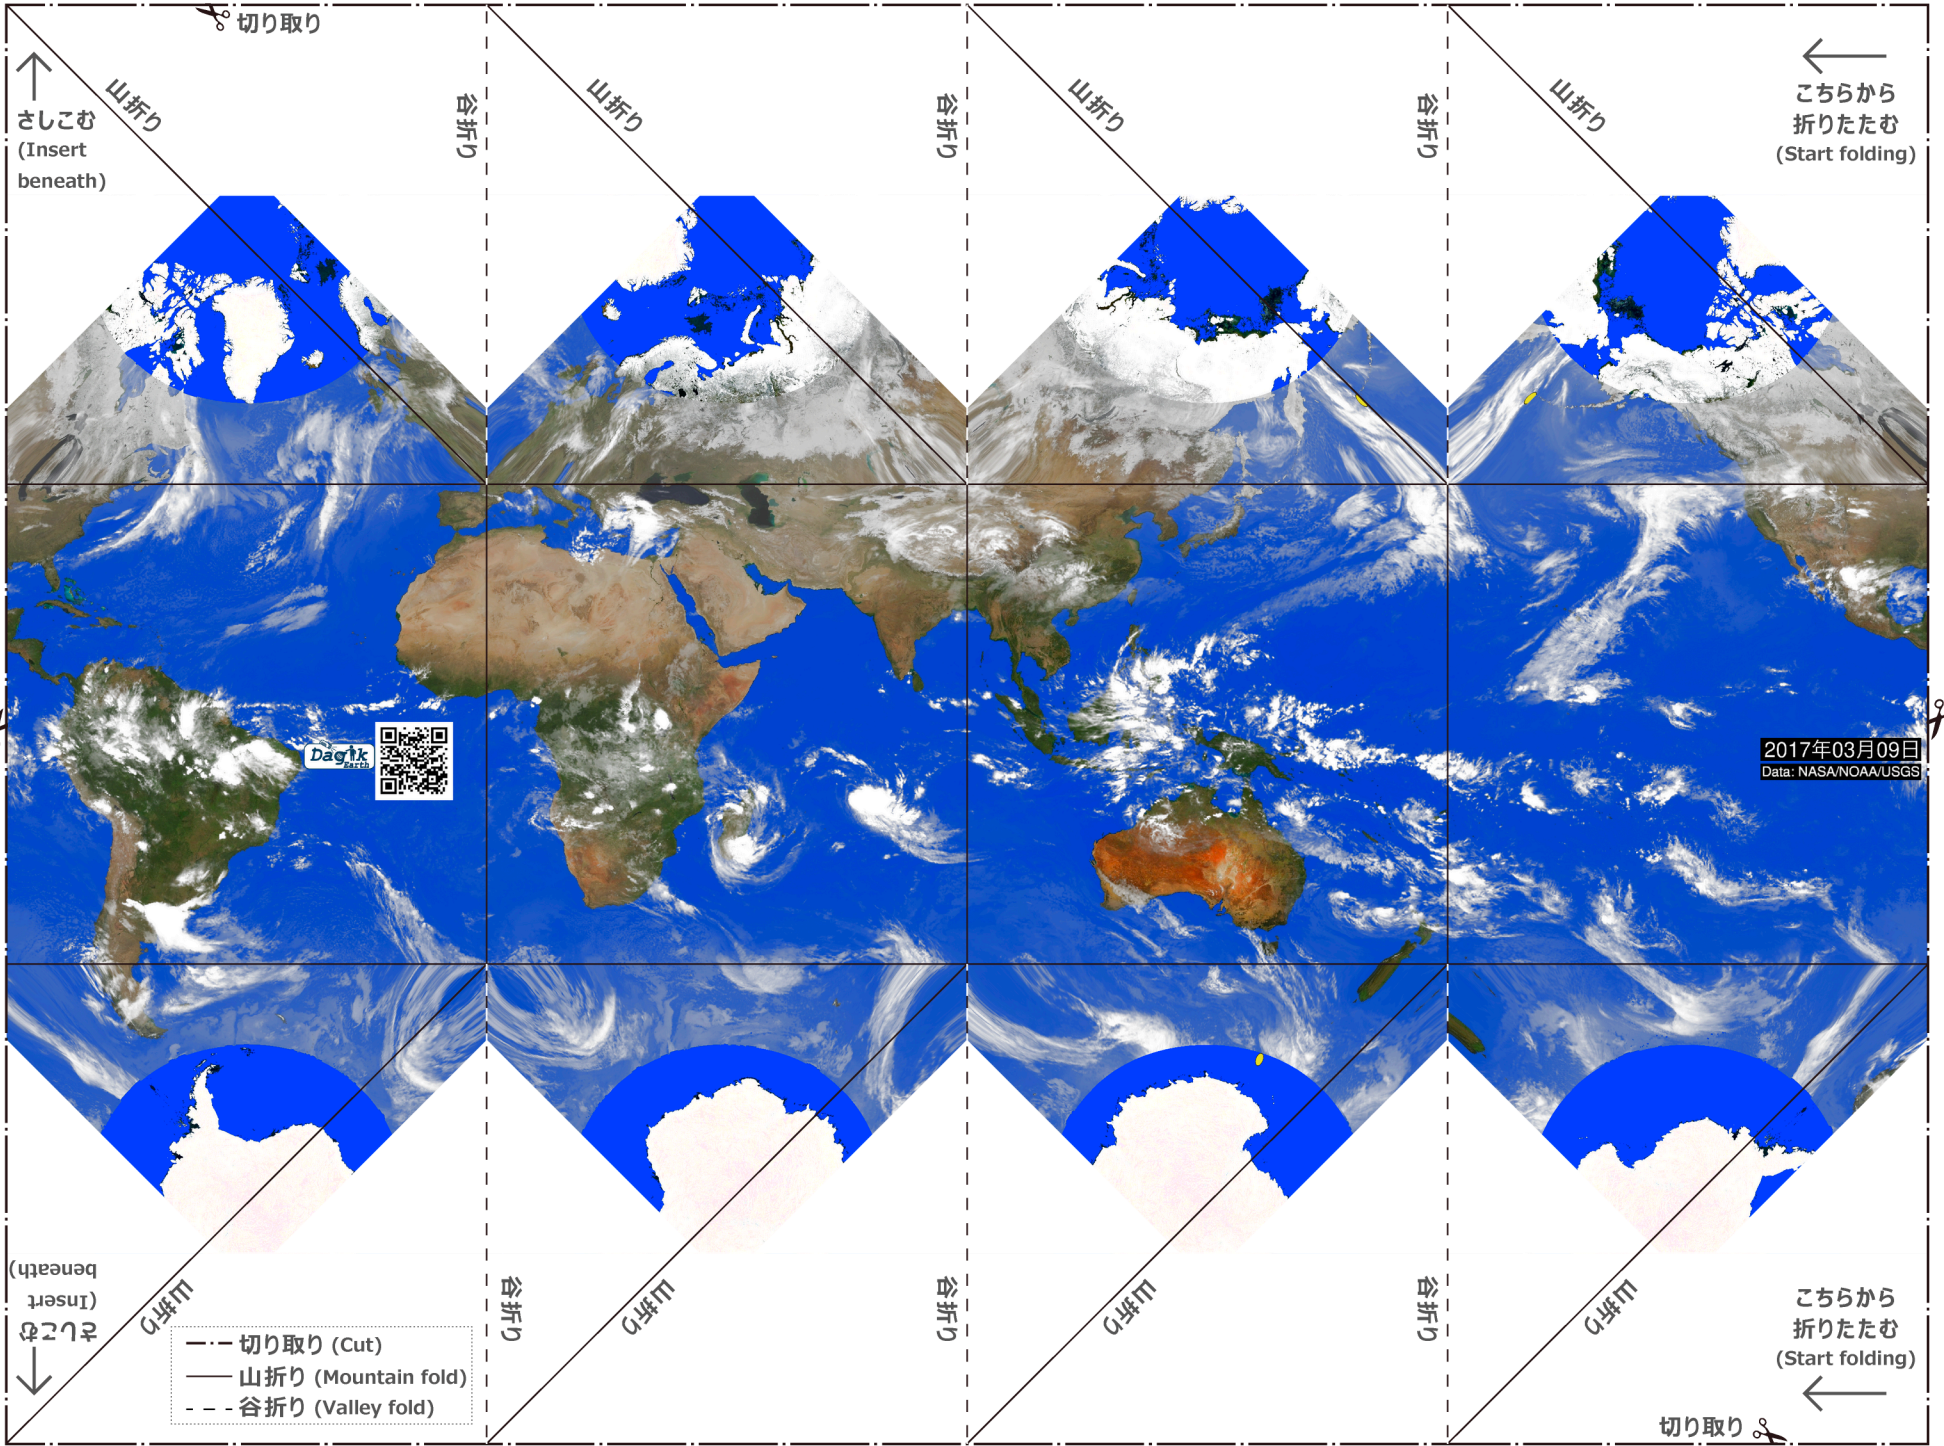 切り取り
山折り
谷折り
山折り
谷折り
山折り
谷折り
山折り
こちらから
折りたたむ
(Start folding)
さしこむ
(Insert
beneath)
Dagik
Earth
2017年03月09日
Data: NASA/NOAA/USGS
さしこむ
(Insert
beneath)
山折り
谷折り
山折り
谷折り
山折り
谷折り
山折り
こちらから
折りたたむ
(Start folding)
切り取り (Cut)
山折り (Mountain fold)
谷折り (Valley fold)
切り取り